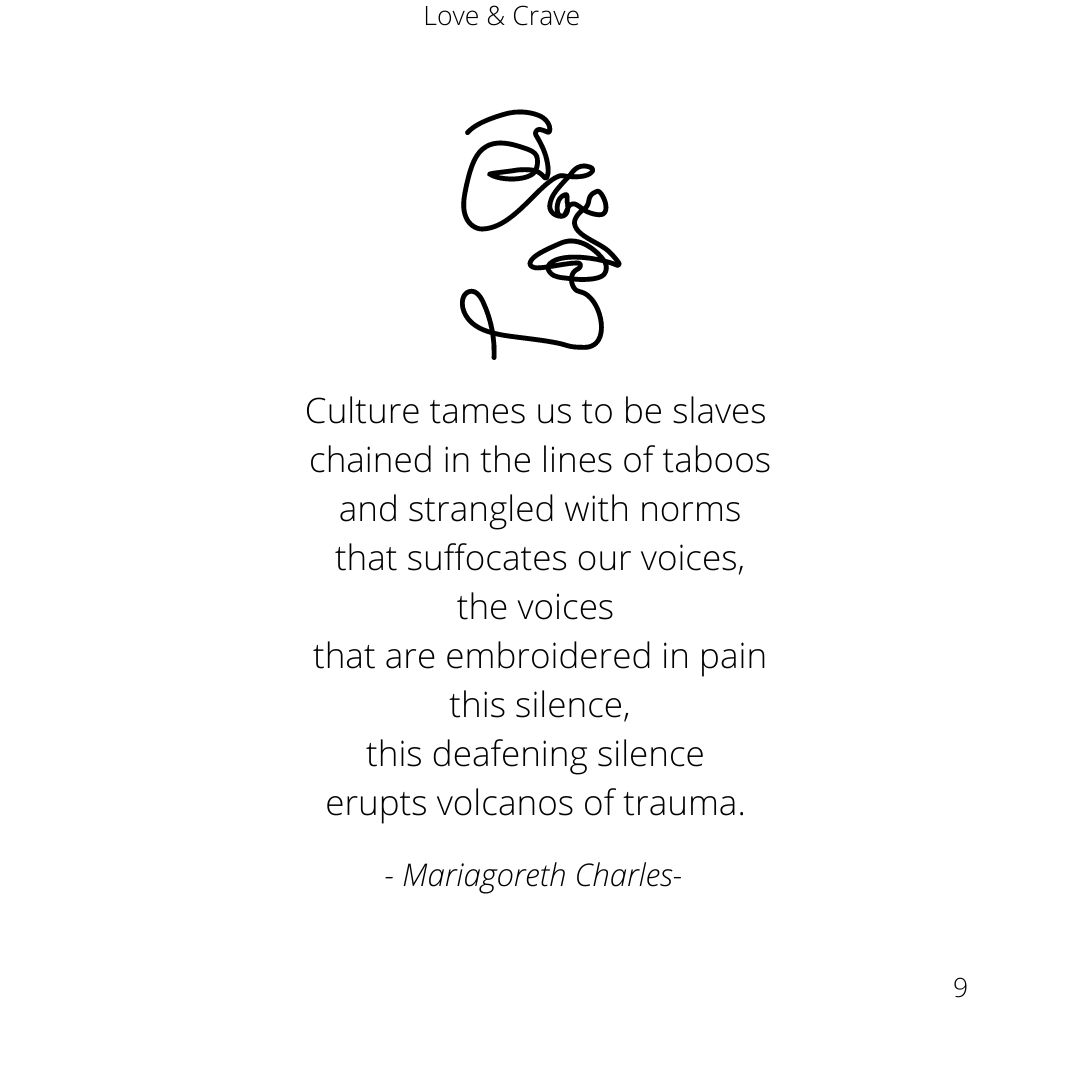 Love & Crave
Culture tames us to be slaves
chained in the lines of taboos
and strangled with norms
that suffocates our voices,
the voices
that are embroidered in pain
this silence,
this deafening silence
erupts volcanos of trauma.
- Mariagoreth Charles-
9